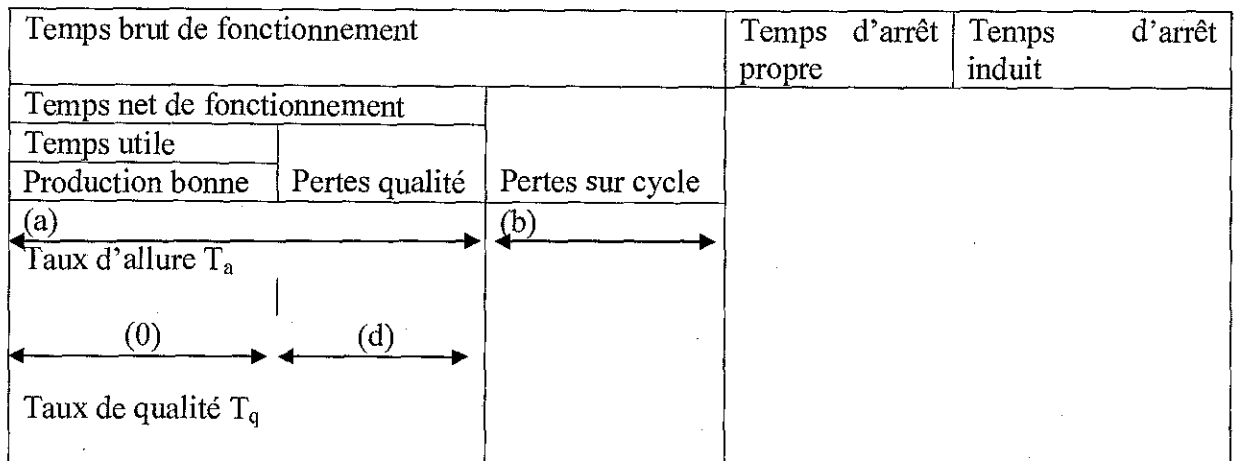 Temps brut de fonctionnement
Temps d'arrêt propre
Temps d'arrêt induit
Temps net de fonctionnement
Temps utile
Production bonne
Pertes qualité
Pertes sur cycle
(a)
(b)
Taux d'allure Ta
(0)
(d)
Taux de qualité Tq